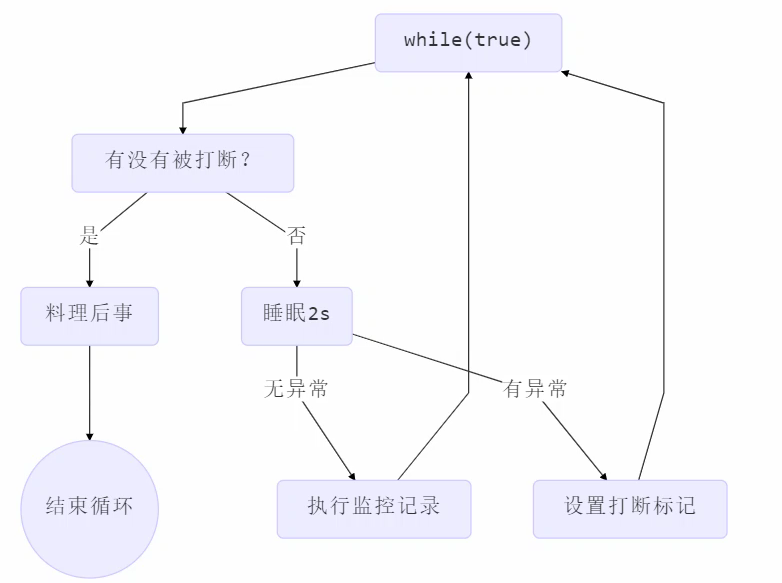 while(true)
有没有被打断?
是
否
料理后事
睡眠2s
无异常
有异常
结束循环
执行监控记录
设置打断标记